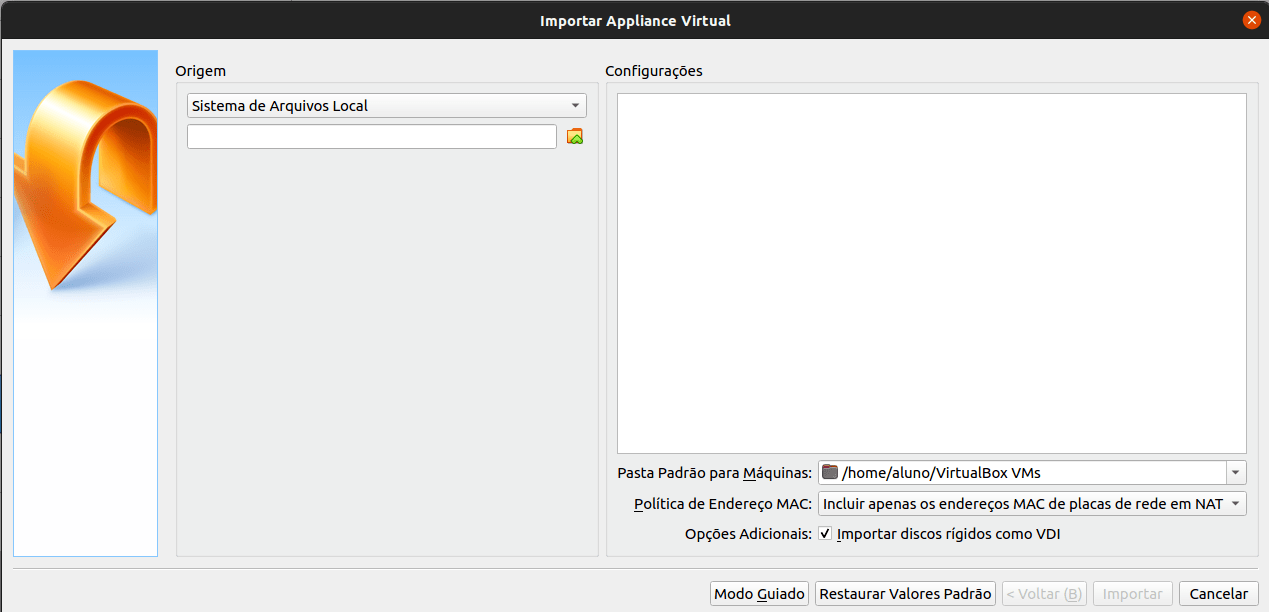 Importar Appliance Virtual
Origem
Sistema de Arquivos Local
Configurações
Pasta Padrão para Máquinas: /home/aluno/VirtualBox VMs
Política de Endereço MAC: Incluir apenas os endereços MAC de placas de rede em NAT
Opções Adicionais: Importar discos rígidos como VDI
Modo Guiado Restaurar Valores Padrão < Voltar (B) Importar Cancelar